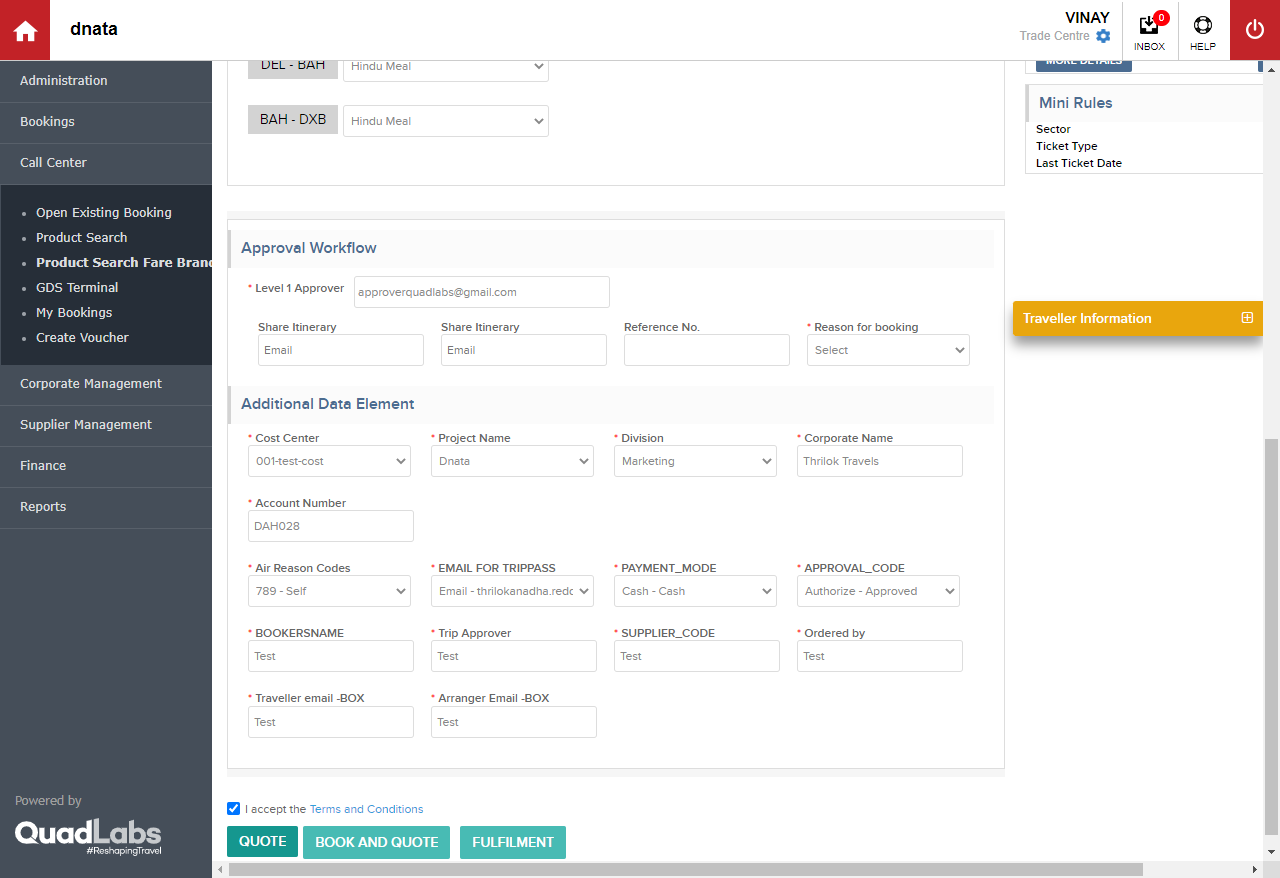 dnata
VINAY
Trade Centre
0
INBOX
HELP
Administration
Bookings
Call Center
Open Existing Booking
Product Search
Product Search Fare Bran
GDS Terminal
My Bookings
Create Voucher
Corporate Management
Supplier Management
Finance
Reports
Powered by
QuadLabs
#ReshapingTravel
DEL - BAH Hindu Meal
BAH - DXB Hindu Meal
Approval Workflow
* Level 1 Approver approverquadlabs@gmail.com
Share Itinerary Share Itinerary Reference No. * Reason for booking
Email Email Select
Additional Data Element
* Cost Center * Project Name * Division * Corporate Name
001-test-cost Dnata Marketing Thrilok Travels
* Account Number
DAH028
* Air Reason Codes * EMAIL FOR TRIPPASS * PAYMENT_MODE * APPROVAL_CODE
789 - Self Email - thrilokanadha.redc Cash - Cash Authorize - Approved
* BOOKERSNAME * Trip Approver * SUPPLIER_CODE * Ordered by
Test Test Test Test
* Traveller email -BOX * Arranger Email -BOX
Test Test
I accept the Terms and Conditions
QUOTE BOOK AND QUOTE FULFILMENT
MORE DETAILS
Mini Rules
Sector
Ticket Type
Last Ticket Date
Traveller Information